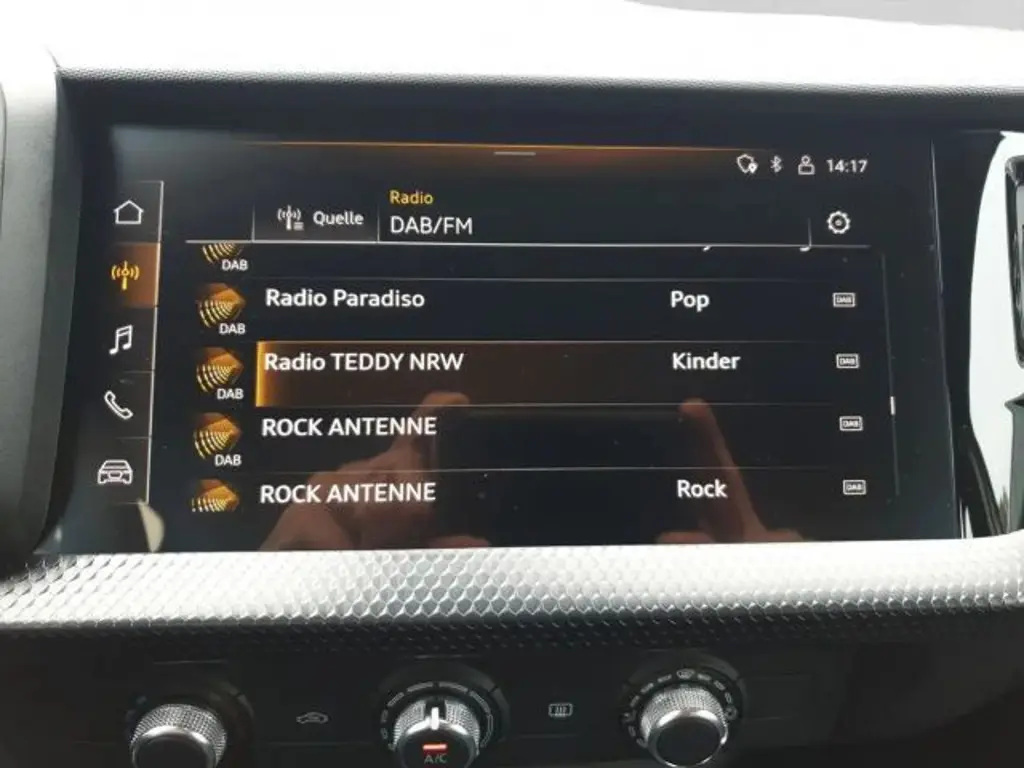 14:17
Radio
Quelle DAB/FM
DAB
Radio Paradiso Pop DAB
DAB
Radio TEDDY NRW Kinder DAB
DAB
ROCK ANTENNE DAB
DAB
ROCK ANTENNE Rock DAB
A/C